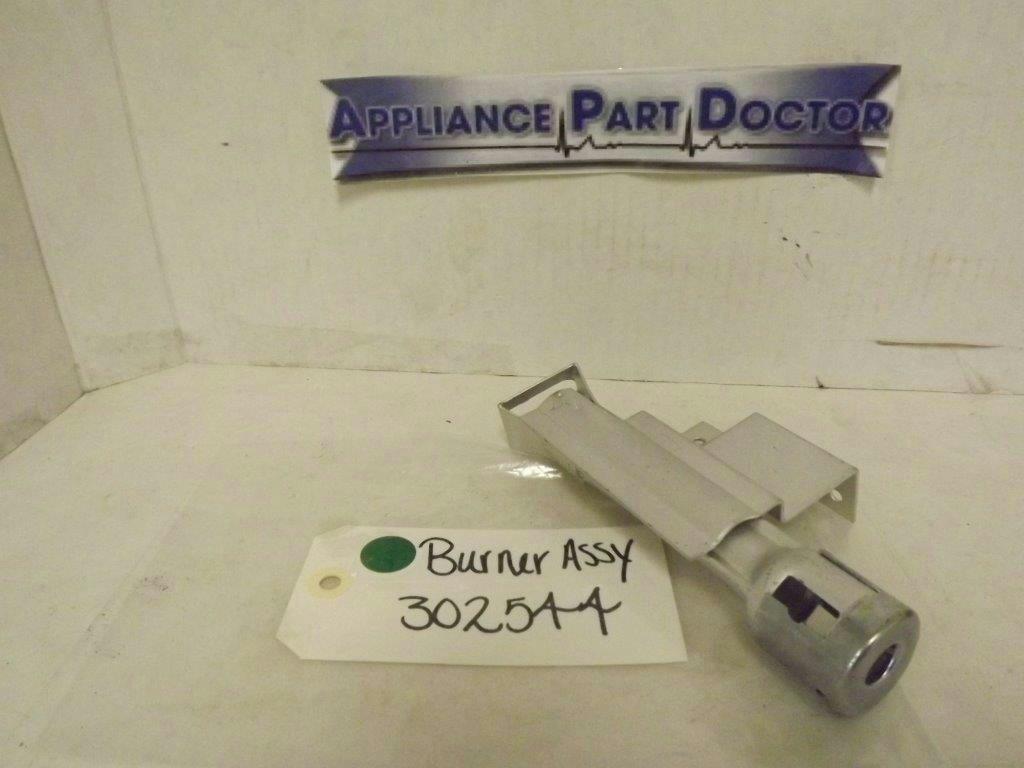 APPLIANCE PART DOCTOR
Burner ASSY
302544